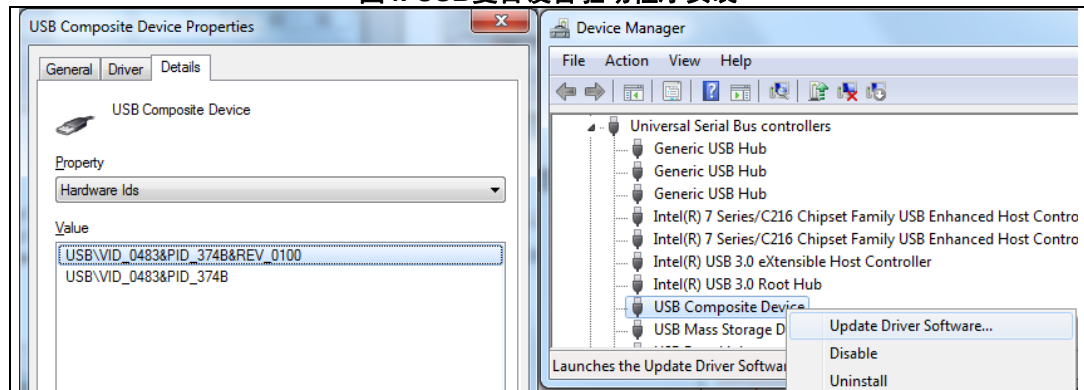 USB Composite Device Properties
General Driver Details
USB Composite Device
Property
Hardware Ids
Value
USB\VID_0483&PID_374B&REV_0100
USB\VID_0483&PID_374B
Device Manager
File Action View Help
Universal Serial Bus controllers
Generic USB Hub
Generic USB Hub
Generic USB Hub
Intel(R) 7 Series/C216 Chipset Family USB Enhanced Host Contro
Intel(R) 7 Series/C216 Chipset Family USB Enhanced Host Contro
Intel(R) USB 3.0 eXtensible Host Controller
Intel(R) USB 3.0 Root Hub
USB Composite Device
USB Mass Storage D
Launches the Update Driver Softwa
Update Driver Software...
Disable
Uninstall